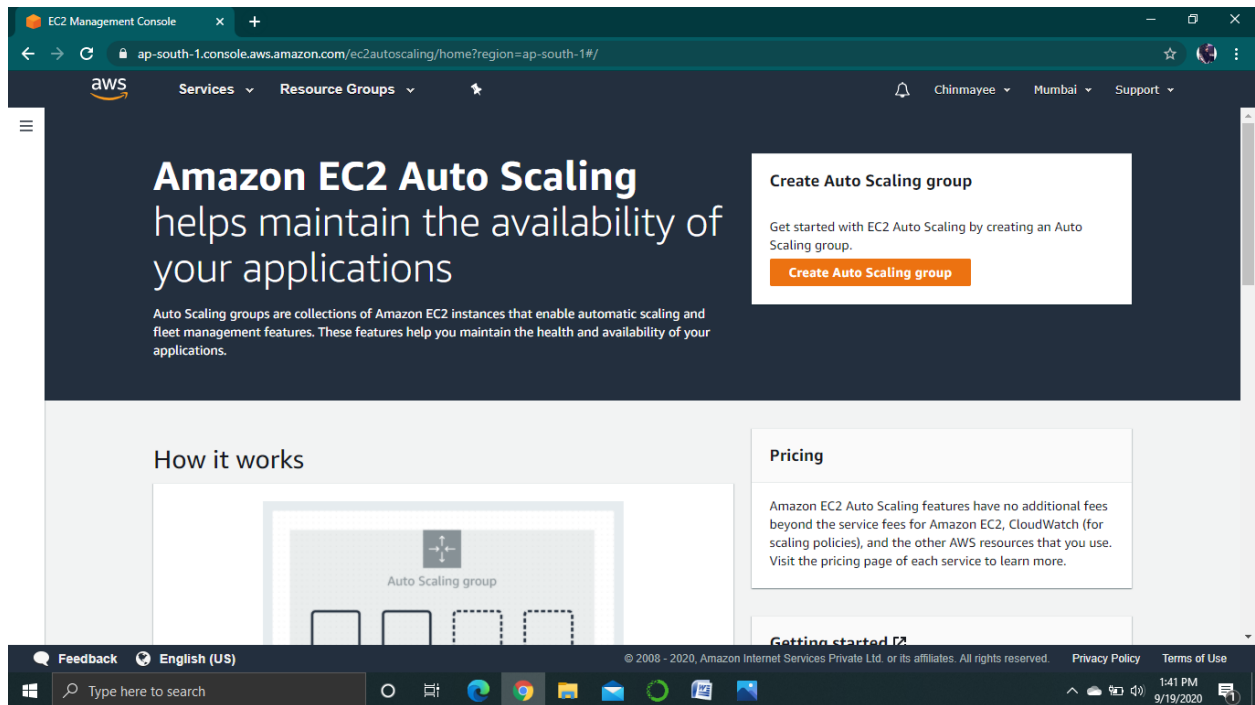 EC2 Management Console
ap-south-1.console.aws.amazon.com/ec2autoscaling/home?region=ap-south-1#/
aws
Services
Resource Groups
Chinmayee
Mumbai
Support
Amazon EC2 Auto Scaling
helps maintain the availability of
your applications
Auto Scaling groups are collections of Amazon EC2 instances that enable automatic scaling and
fleet management features. These features help you maintain the health and availability of your
applications.
Create Auto Scaling group
Get started with EC2 Auto Scaling by creating an Auto
Scaling group.
Create Auto Scaling group
How it works
Auto Scaling group
Pricing
Amazon EC2 Auto Scaling features have no additional fees
beyond the service fees for Amazon EC2, CloudWatch (for
scaling policies), and the other AWS resources that you use.
Visit the pricing page of each service to learn more.
Getting started
Feedback
English (US)
© 2008 - 2020, Amazon Internet Services Private Ltd. or its affiliates. All rights reserved.
Privacy Policy
Terms of Use
Type here to search
1:41 PM
9/19/2020
1